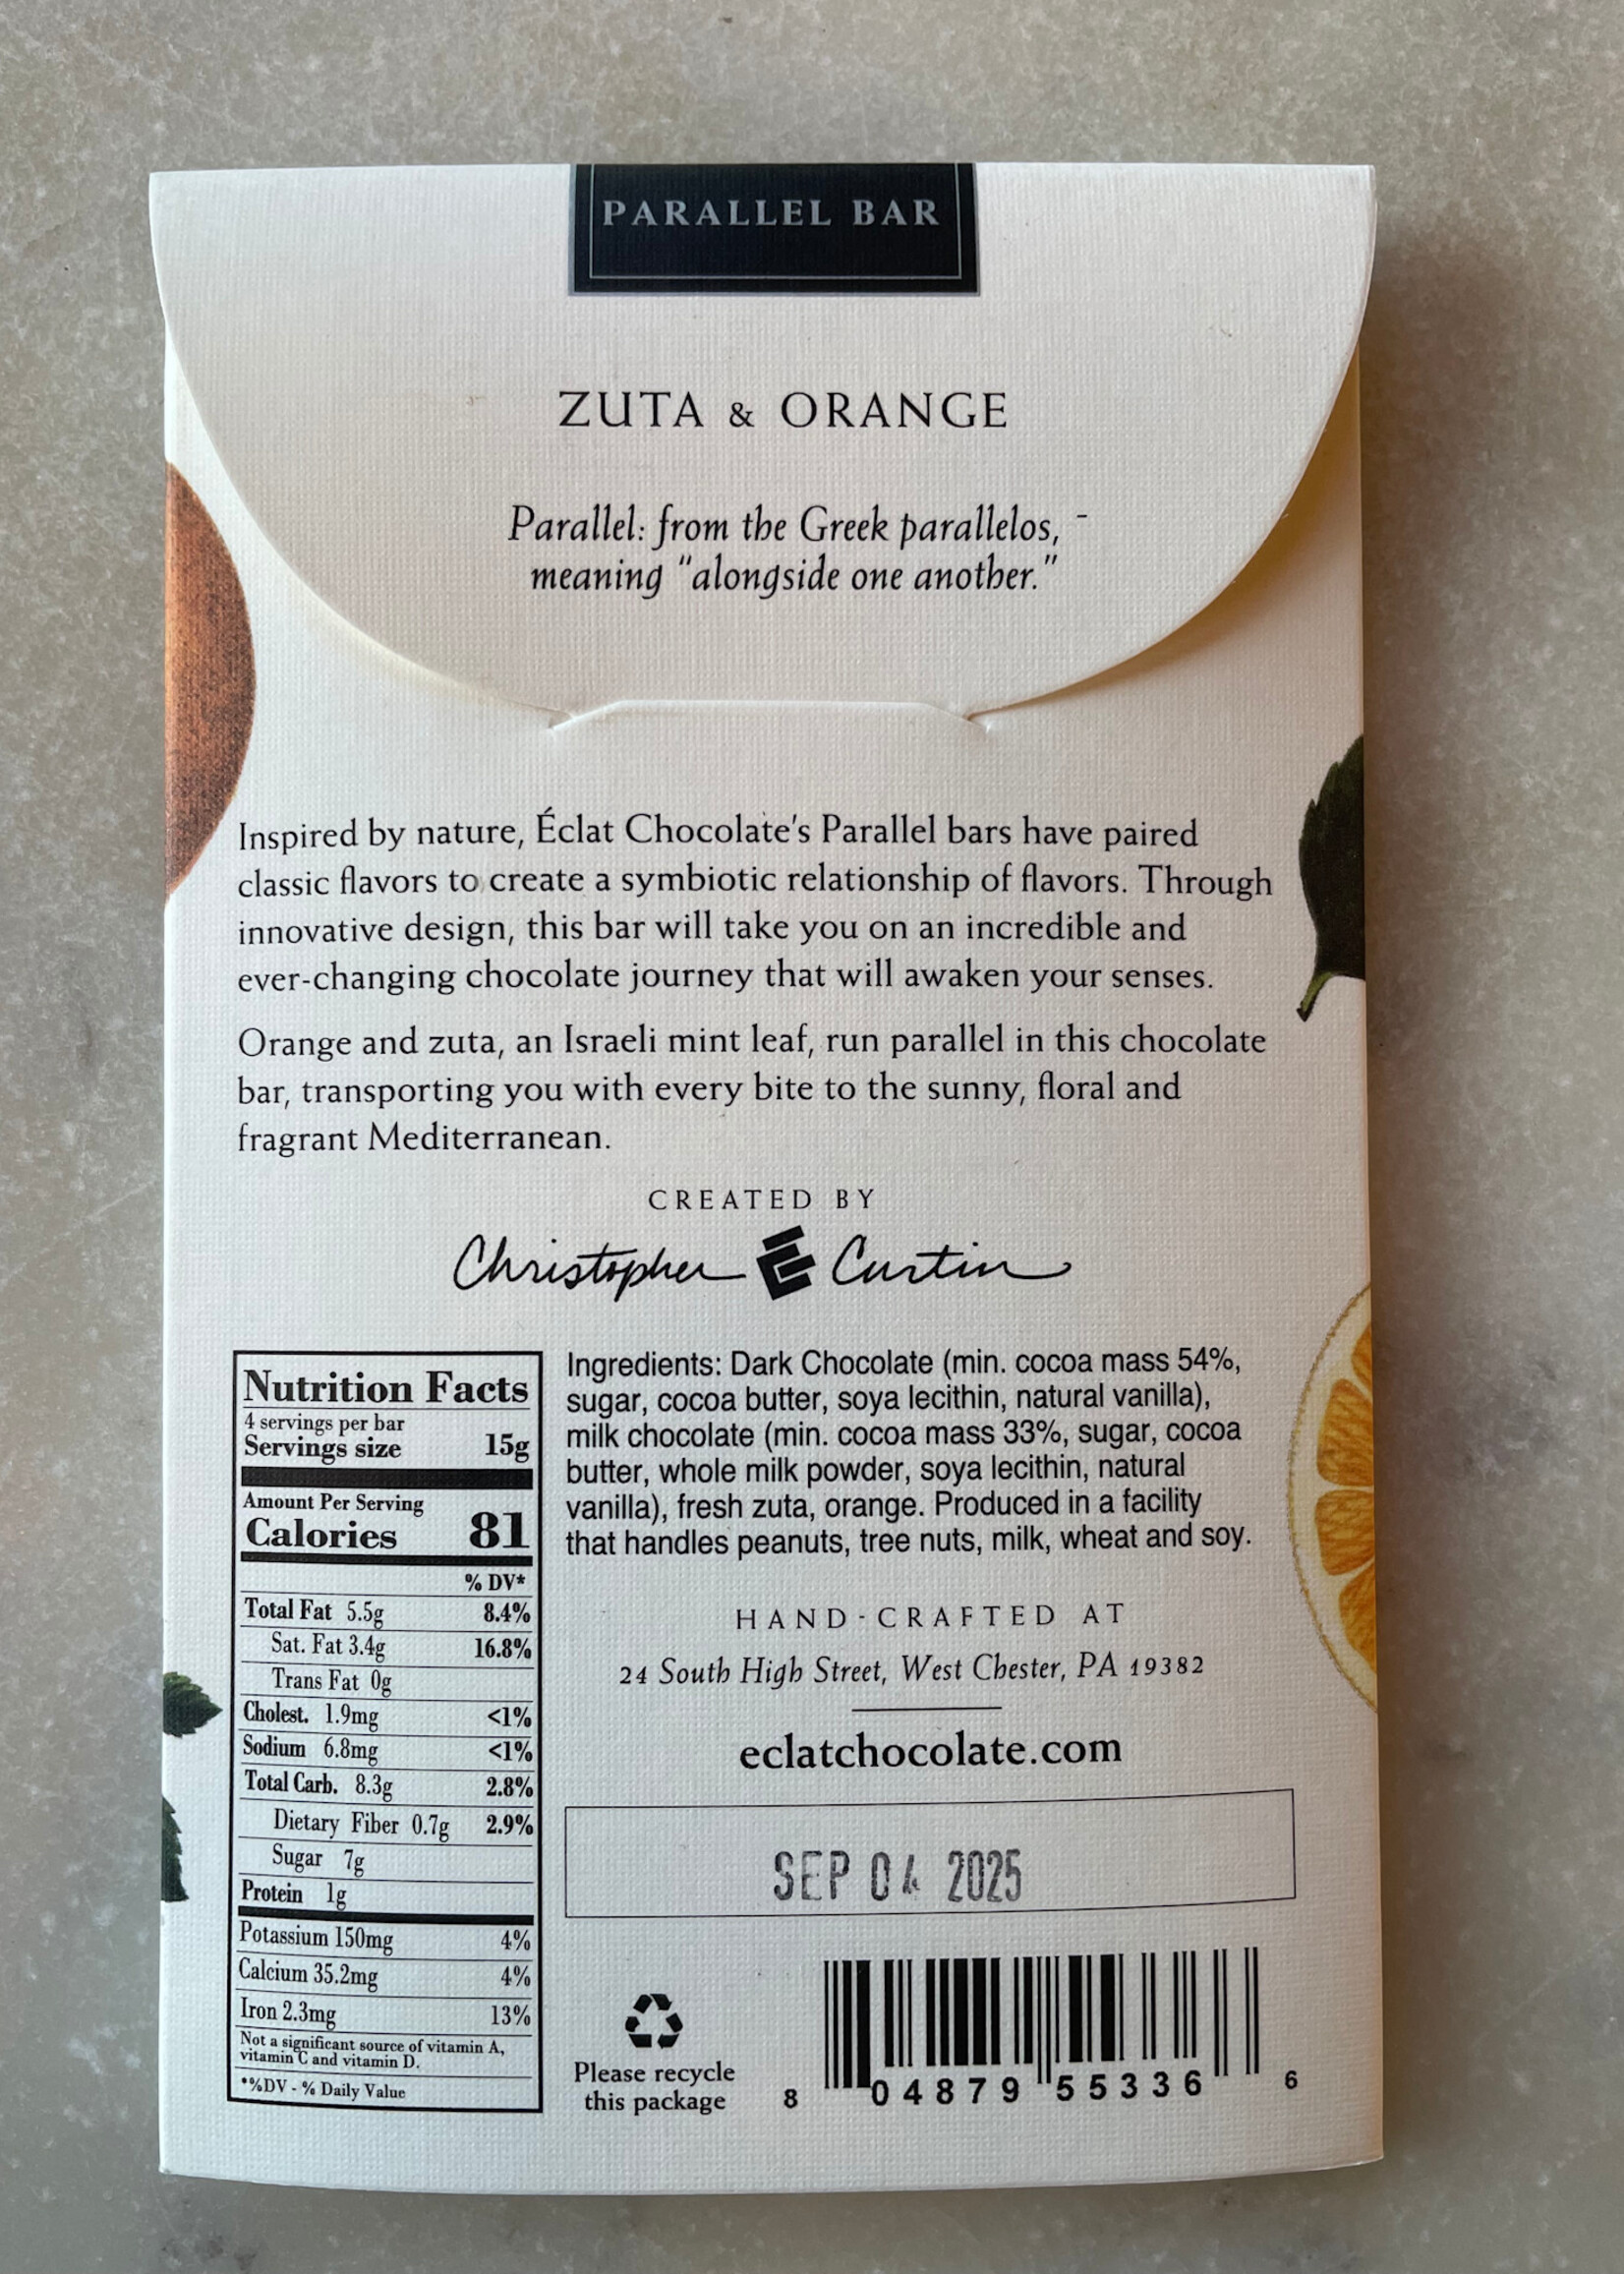 PARALLEL BAR
ZUTA & ORANGE
Parallel: from the Greek parallelos, -
meaning "alongside one another."
Inspired by nature, Éclat Chocolate's Parallel bars have paired
classic flavors to create a symbiotic relationship of flavors. Through
innovative design, this bar will take you on an incredible and
ever-changing chocolate journey that will awaken your senses.
Orange and zuta, an Israeli mint leaf, run parallel in this chocolate
bar, transporting you with every bite to the sunny, floral and
fragrant Mediterranean.
CREATED BY
Christopher E Curtin
Nutrition Facts
4 servings per bar
Servings size 15g
Amount Per Serving
Calories 81
% DV*
Total Fat 5.5g 8.4%
Sat. Fat 3.4g 16.8%
Trans Fat 0g
Cholest. 1.9mg <1%
Sodium 6.8mg <1%
Total Carb. 8.3g 2.8%
Dietary Fiber 0.7g 2.9%
Sugar 7g
Protein 1g
Potassium 150mg 4%
Calcium 35.2mg 4%
Iron 2.3mg 13%
Not a significant source of vitamin A,
vitamin C and vitamin D.
*%DV - % Daily Value
Ingredients: Dark Chocolate (min. cocoa mass 54%,
sugar, cocoa butter, soya lecithin, natural vanilla),
milk chocolate (min. cocoa mass 33%, sugar, cocoa
butter, whole milk powder, soya lecithin, natural
vanilla), fresh zuta, orange. Produced in a facility
that handles peanuts, tree nuts, milk, wheat and soy.
HAND-CRAFTED AT
24 South High Street, West Chester, PA 19382
eclatchocolate.com
SEP 04 2025
Please recycle
this package
8 04879 55336 6